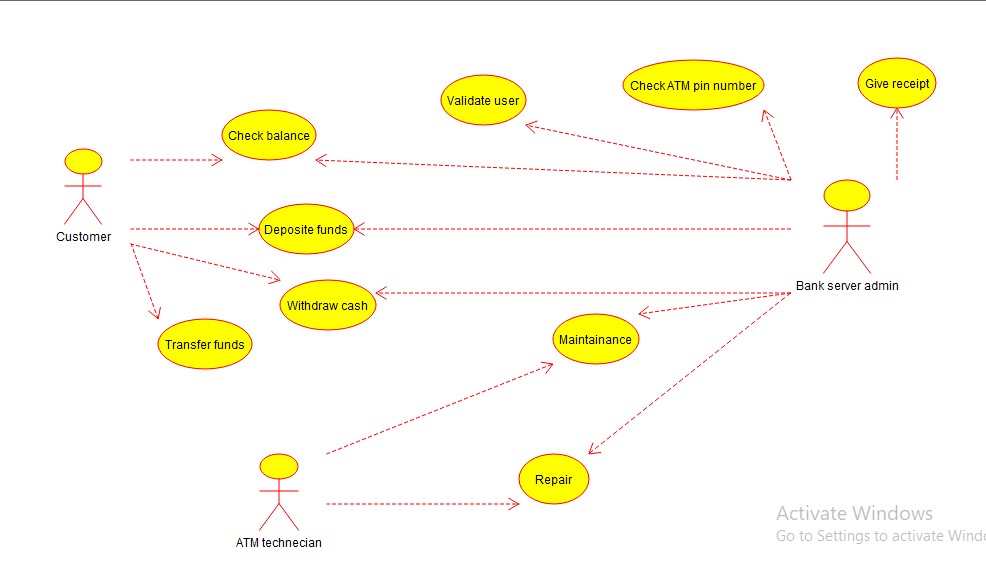 Give receipt
Check ATM pin number
Validate user
Check balance
Customer
Deposite funds
Bank server admin
Withdraw cash
Maintainance
Transfer funds
Repair
Activate Windows
Go to Settings to activate Windo
ATM technecian